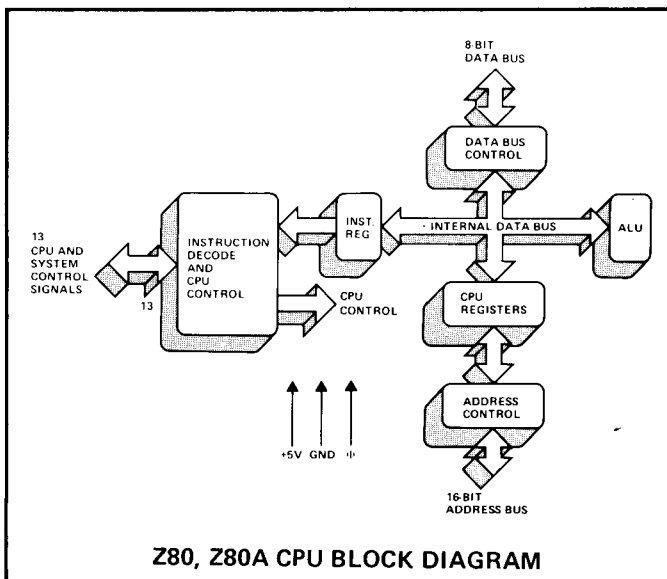 8-BIT
DATA BUS
DATA BUS
CONTROL
13
CPU AND
SYSTEM
CONTROL
SIGNALS
13
INSTRUCTION
DECODE
AND
CPU
CONTROL
INST.
REG
INTERNAL DATA BUS
ALU
CPU
CONTROL
CPU
REGISTERS
ADDRESS
CONTROL
+5V GND Φ
16-BIT
ADDRESS BUS
Z80, Z80A CPU BLOCK DIAGRAM